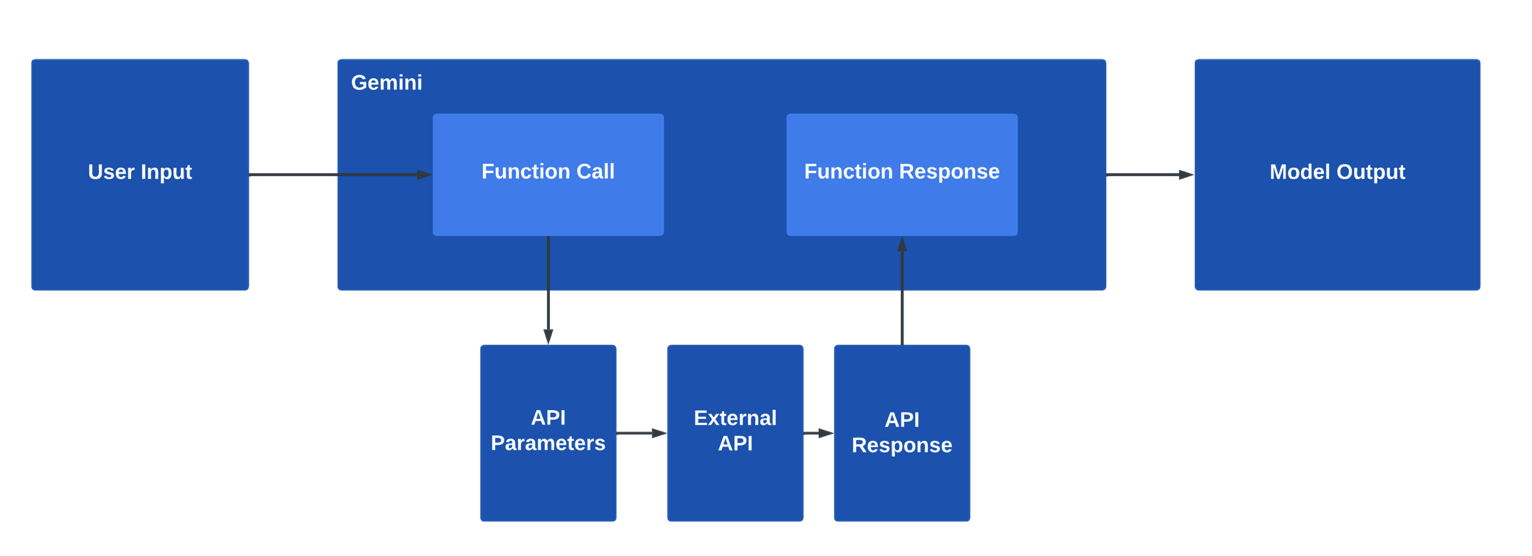 Gemini
User Input
Function Call
Function Response
Model Output
API
Parameters
External
API
API
Response